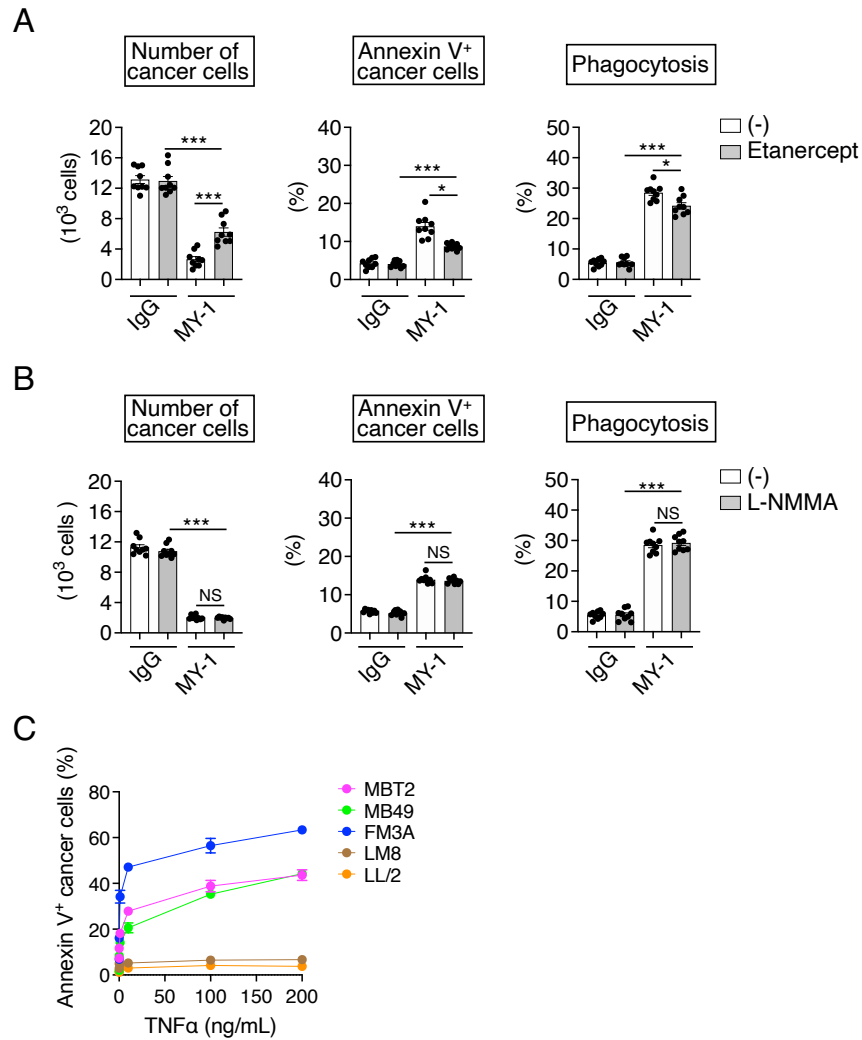 A
Number of
cancer cells
Annexin V+
cancer cells
Phagocytosis
(-)
Etanercept
(10³ cells)
20
16
12
8
4
0
***
***
IgG
MY-1
(%)
40
30
20
10
0
***
*
IgG
MY-1
(%)
50
40
30
20
10
0
***
*
IgG
MY-1
B
Number of
cancer cells
Annexin V+
cancer cells
Phagocytosis
(-)
L-NMMA
(10³ cells )
20
16
12
8
4
0
***
NS
IgG
MY-1
(%)
40
30
20
10
0
***
NS
IgG
MY-1
(%)
50
40
30
20
10
0
***
NS
IgG
MY-1
C
Annexin V+ cancer cells (%)
80
60
40
20
0
0 50 100 150 200
TNFα (ng/mL)
MBT2
MB49
FM3A
LM8
LL/2